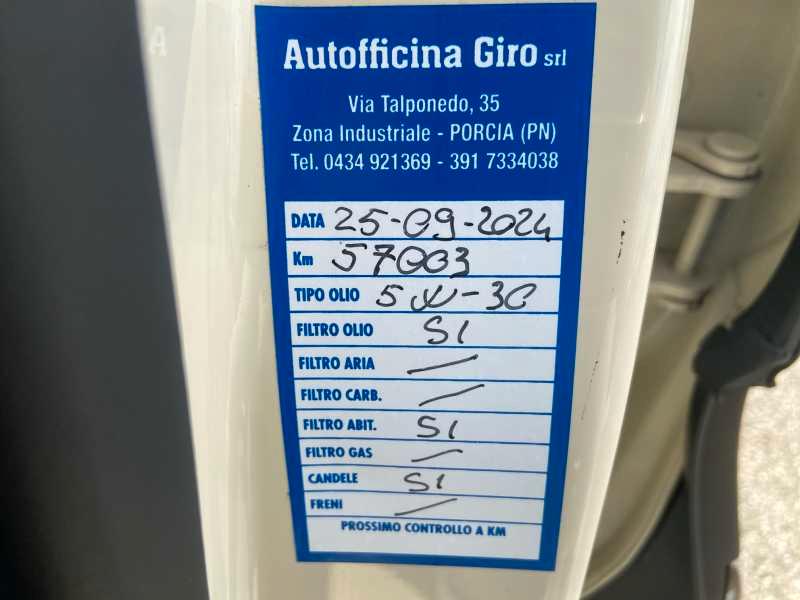 Autofficina Giro srl
Via Talponedo, 35
Zona Industriale - PORCIA (PN)
Tel. 0434 921369 - 391 7334038
DATA 25-09-2024
Km 57003
TIPO OLIO 5W-30
FILTRO OLIO SI
FILTRO ARIA —
FILTRO CARB. —
FILTRO ABIT. SI
FILTRO GAS —
CANDELE SI
FRENI —
PROSSIMO CONTROLLO A KM